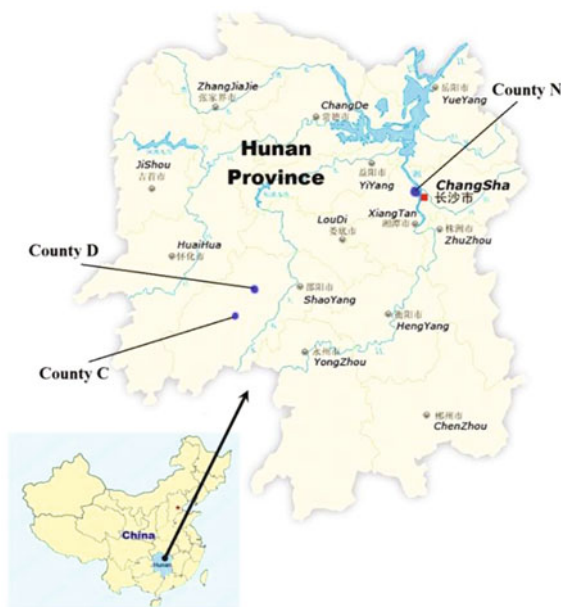 ZhangJiaJie
张家界市
YueYang
岳阳市
County N
ChangDe
常德市
Hunan
Province
JiShou
吉首市
益阳市
YiYang
ChangSha
长沙市
LouDi
娄底市
XiangTan
湘潭市
株洲市
ZhuZhou
HuaiHua
怀化市
County D
邵阳市
ShaoYang
衡阳市
HengYang
County C
永州市
YongZhou
郴州市
ChenZhou
China
Hunan